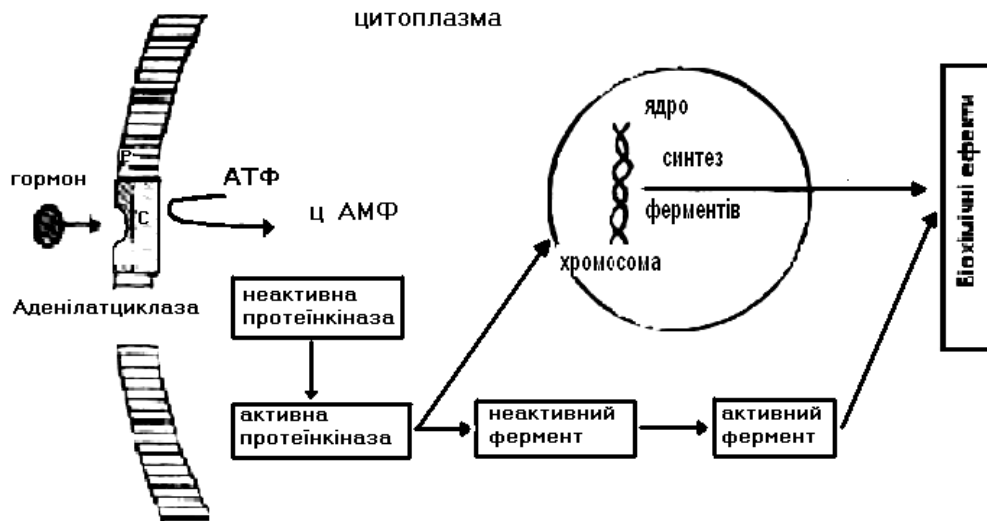 цитоплазма
ядро
синтез
ферментів
хромосома
гормон
Р
С
АТФ
ц АМФ
Аденілатциклаза
неактивна
протеїнкіназа
активна
протеїнкіназа
неактивний
фермент
активний
фермент
Біохімічні ефекти